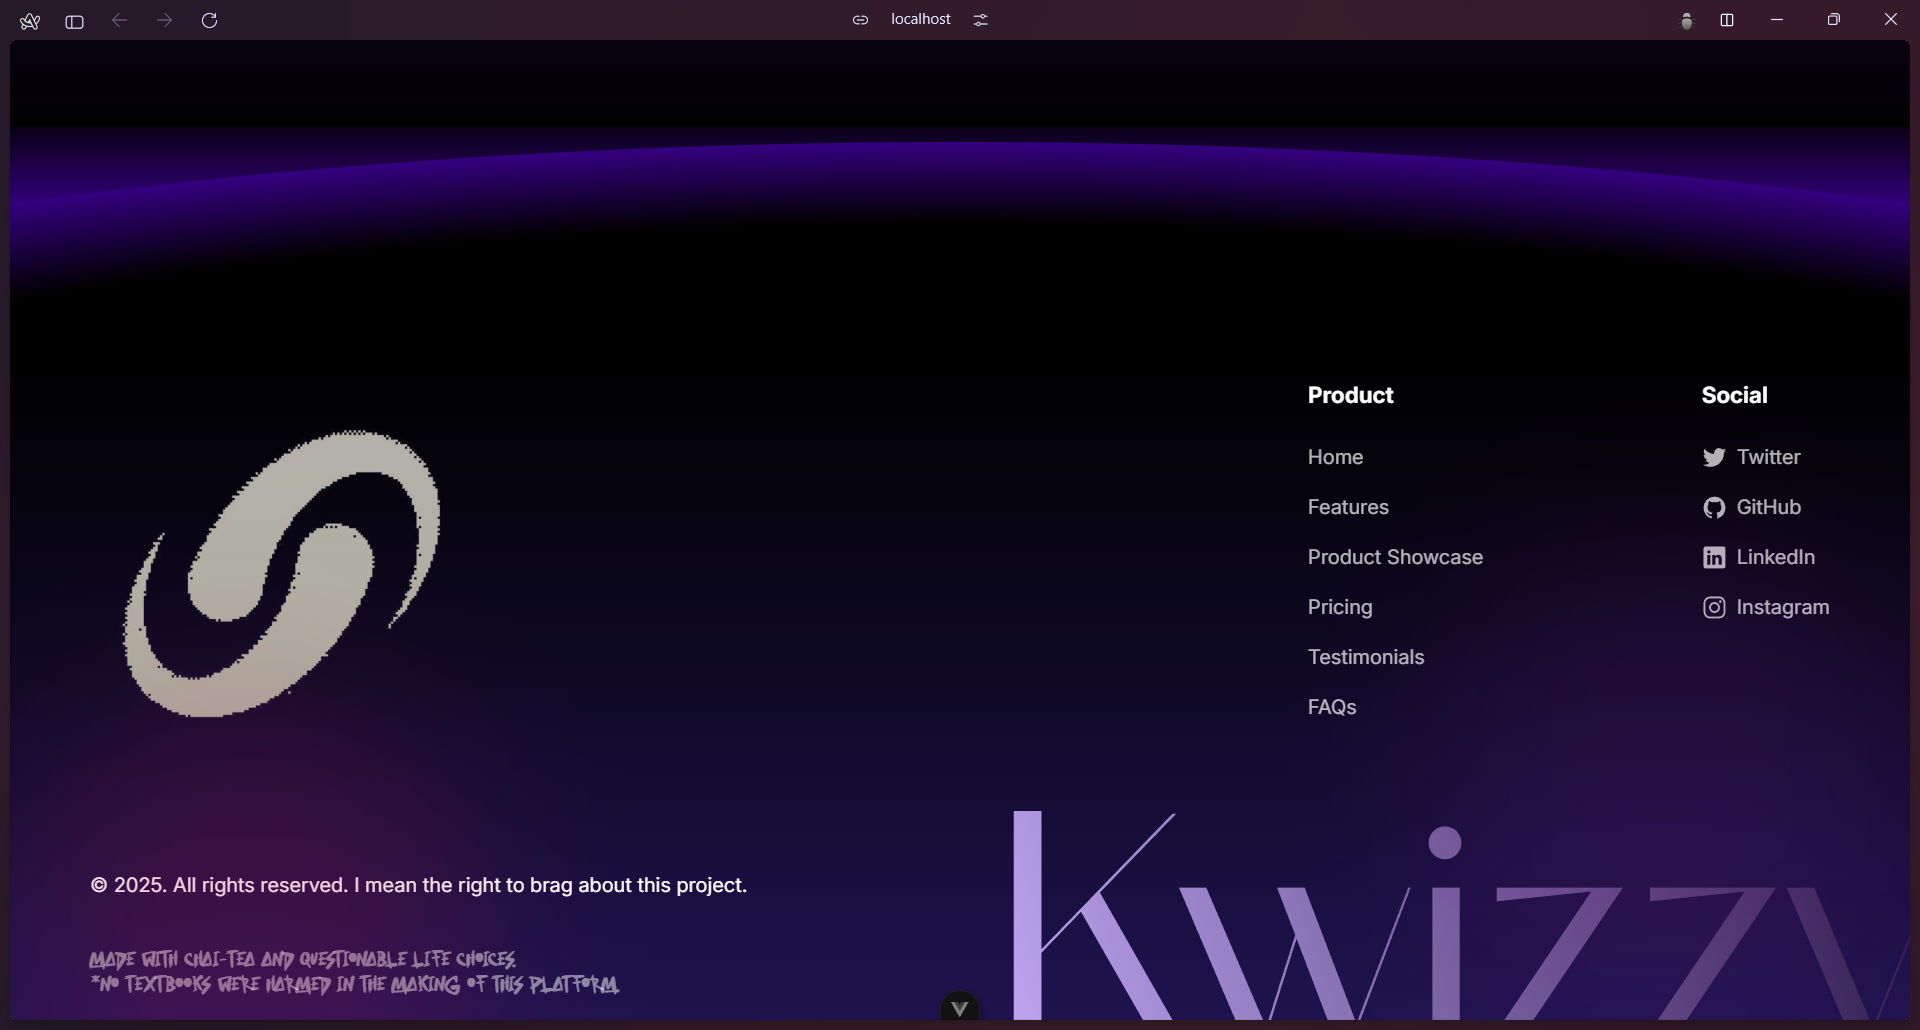 localhost
Product
Home
Features
Product Showcase
Pricing
Testimonials
FAQs
Social
Twitter
GitHub
LinkedIn
Instagram
© 2025. All rights reserved. I mean the right to brag about this project.
MADE WITH CHAI-TEA AND QUESTIONABLE LIFE CHOICES.
*NO TEXTBOOKS WERE HARMED IN THE MAKING OF THIS PLATFORM.
kwizzy